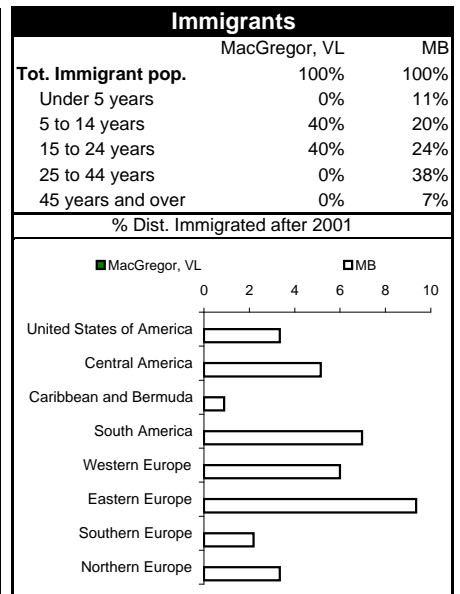 Immigrants
MacGregor, VL MB
Tot. Immigrant pop. 100% 100%
Under 5 years 0% 11%
5 to 14 years 40% 20%
15 to 24 years 40% 24%
25 to 44 years 0% 38%
45 years and over 0% 7%
% Dist. Immigrated after 2001
MacGregor, VL MB
0 2 4 6 8 10
United States of America
Central America
Caribbean and Bermuda
South America
Western Europe
Eastern Europe
Southern Europe
Northern Europe